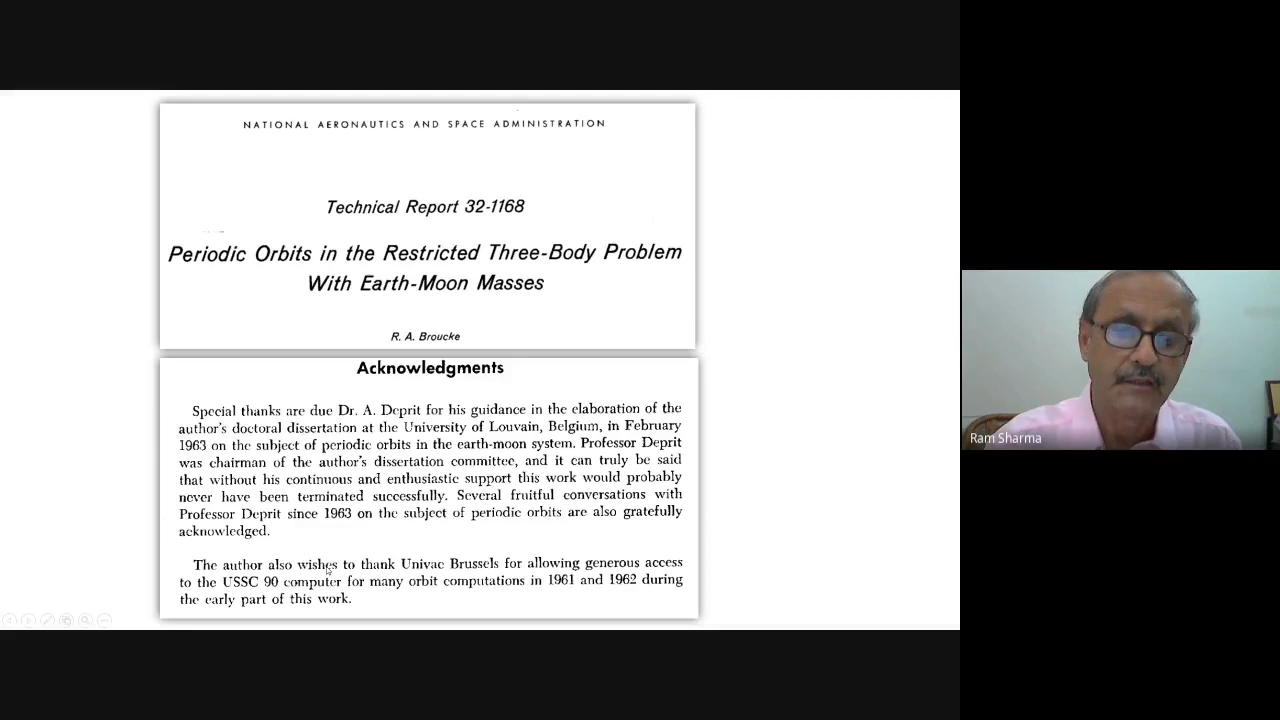 NATIONAL AERONAUTICS AND SPACE ADMINISTRATION
Technical Report 32-1168
Periodic Orbits in the Restricted Three-Body Problem
With Earth-Moon Masses
R. A. Broucke
Acknowledgments
Special thanks are due Dr. A. Deprit for his guidance in the elaboration of the
author's doctoral dissertation at the University of Louvain, Belgium, in February
1963 on the subject of periodic orbits in the earth-moon system. Professor Deprit
was chairman of the author's dissertation committee, and it can truly be said
that without his continuous and enthusiastic support this work would probably
never have been terminated successfully. Several fruitful conversations with
Professor Deprit since 1963 on the subject of periodic orbits are also gratefully
acknowledged.
The author also wishes to thank Univac Brussels for allowing generous access
to the USSC 90 computer for many orbit computations in 1961 and 1962 during
the early part of this work.
Ram Sharma